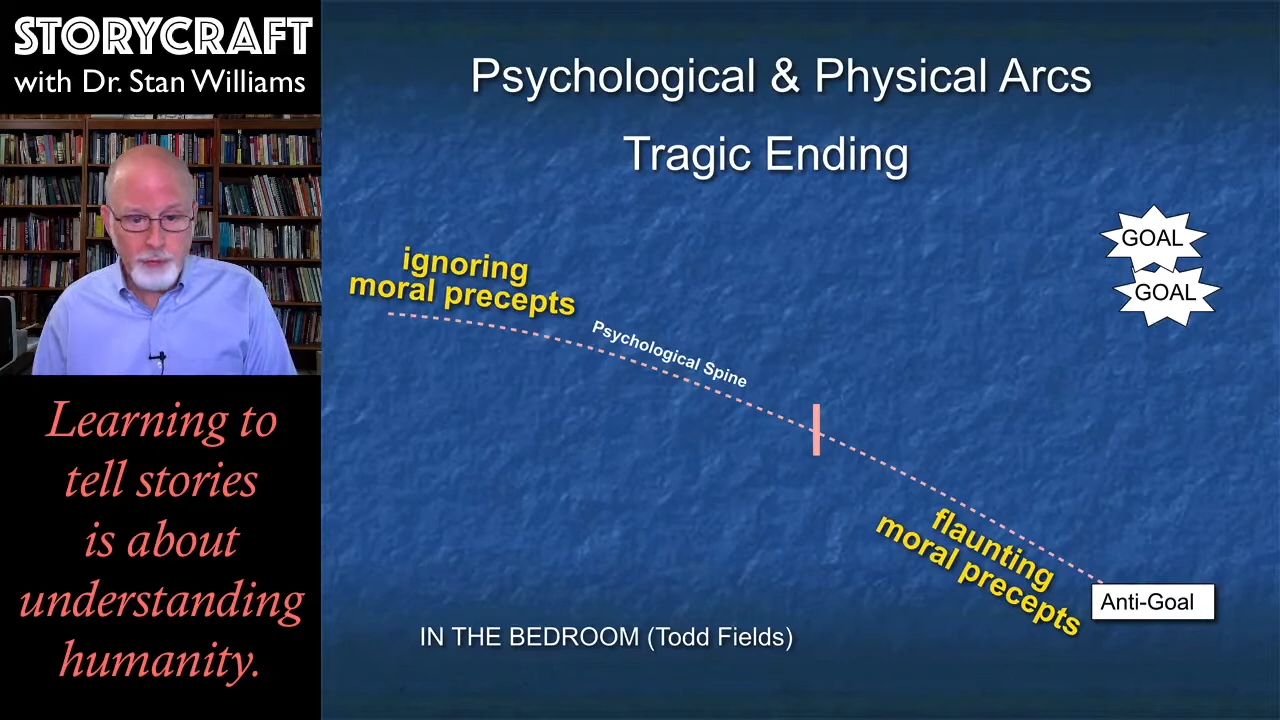 STORYCRAFT
with Dr. Stan Williams
Learning to
tell stories
is about
understanding
humanity.
Psychological & Physical Arcs
Tragic Ending
GOAL
GOAL
ignoring
moral precepts
Psychological Spine
flaunting
moral precepts
Anti-Goal
IN THE BEDROOM (Todd Fields)